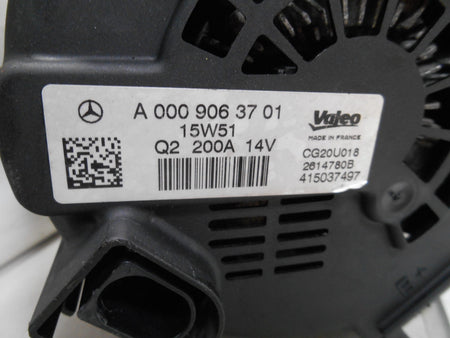 A 000 906 37 01
15W51
Q2 200A 14V
Valeo
MADE IN FRANCE
CG20U018
2614780B
415037497